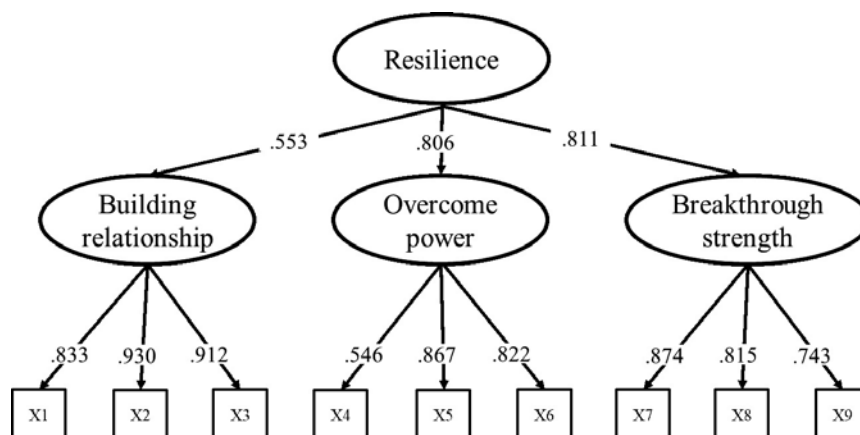 Resilience
.553
.806
.811
Building
relationship
Overcome
power
Breakthrough
strength
.833
.930
.912
.546
.867
.822
.874
.815
.743
X1
X2
X3
X4
X5
X6
X7
X8
X9